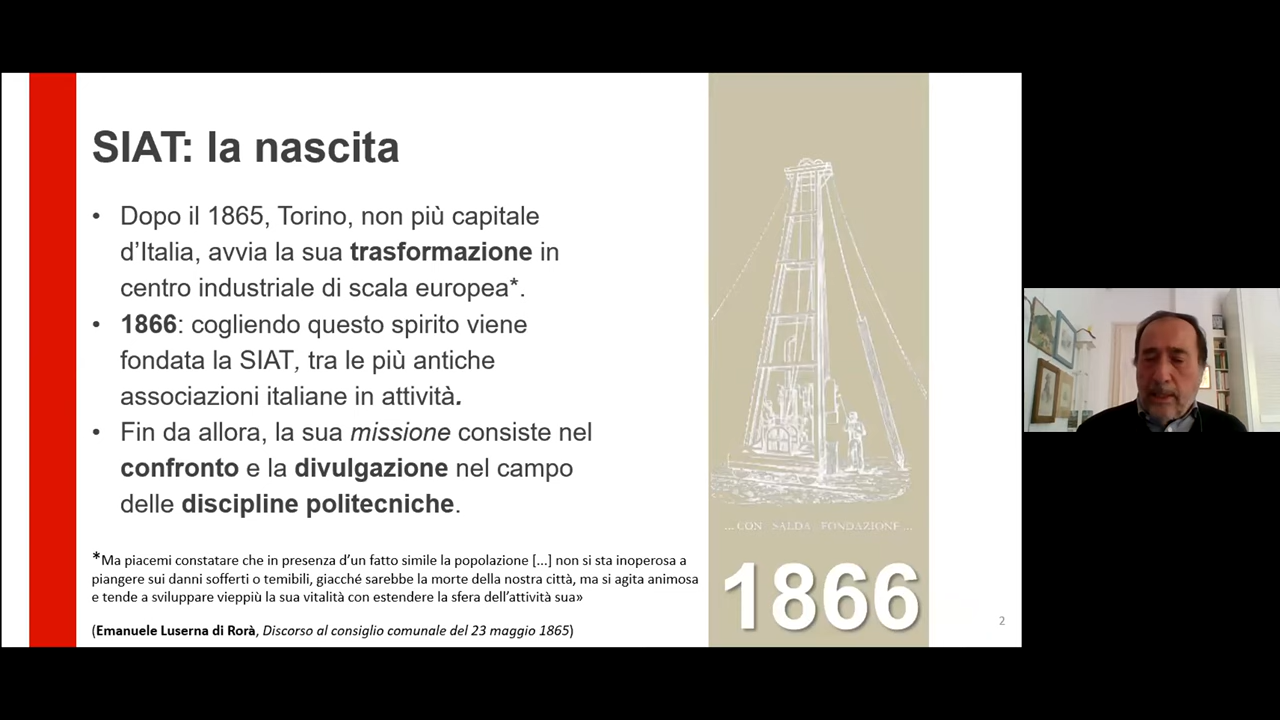 SIAT: la nascita
• Dopo il 1865, Torino, non più capitale
d’Italia, avvia la sua trasformazione in
centro industriale di scala europea*.
• 1866: cogliendo questo spirito viene
fondata la SIAT, tra le più antiche
associazioni italiane in attività.
• Fin da allora, la sua missione consiste nel
confronto e la divulgazione nel campo
delle discipline politecniche.
*Ma piacemi constatare che in presenza d’un fatto simile la popolazione [...] non si sta inoperosa a
piangere sui danni sofferti o temibili, giacché sarebbe la morte della nostra città, ma si agita animosa
e tende a sviluppare vieppiù la sua vitalità con estendere la sfera dell’attività sua»
(Emanuele Luserna di Rorà, Discorso al consiglio comunale del 23 maggio 1865)
...CON SALDA FONDAZIONE...
1866
2